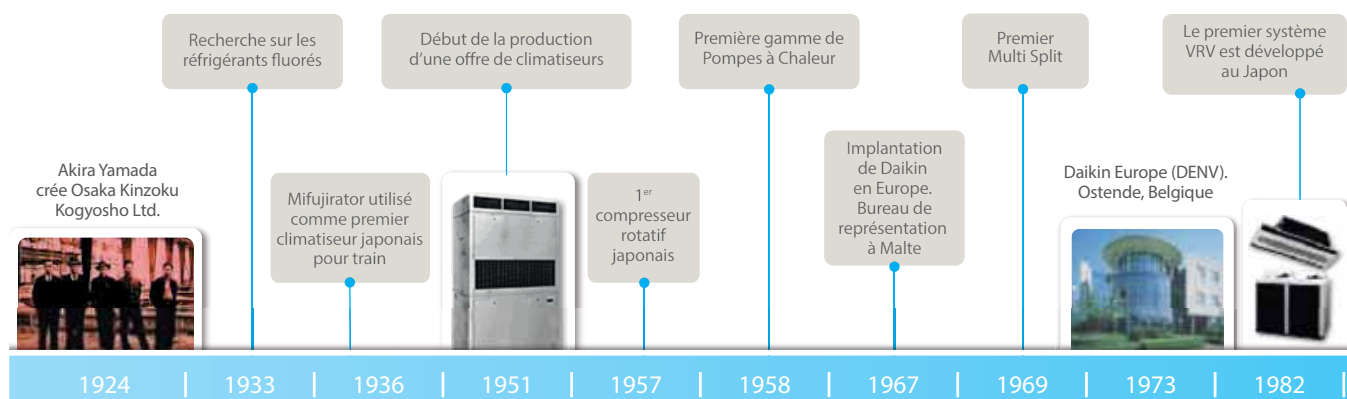 Recherche sur les
réfrigérants fluorés
Début de la production
d'une offre de climatiseurs
Première gamme de
Pompes à Chaleur
Premier
Multi Split
Le premier système
VRV est développé
au Japon
Akira Yamada
crée Osaka Kinzoku
Kogyosho Ltd.
Mifujirator utilisé
comme premier
climatiseur japonais
pour train
1er
compresseur
rotatif
japonais
Implantation
de Daikin
en Europe.
Bureau de
représentation
à Malte
Daikin Europe (DENV).
Ostende, Belgique
1924 | 1933 | 1936 | 1951 | 1957 | 1958 | 1967 | 1969 | 1973 | 1982 |